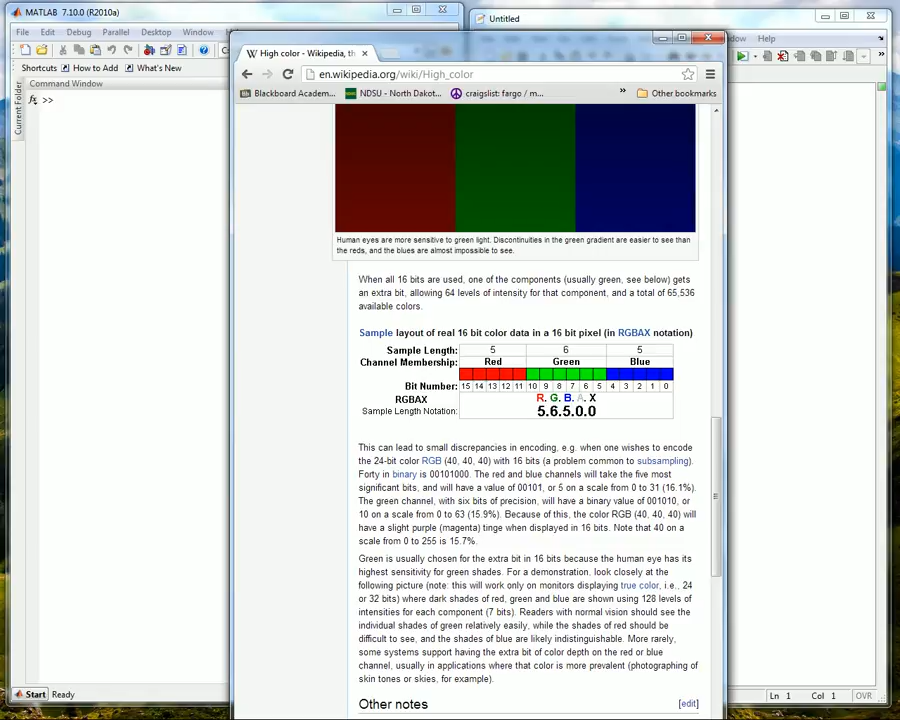 MATLAB 7.10.0 (R2010a)
File Edit Debug Parallel Desktop Window
Shortcuts How to Add What's New
Current Folder
Command Window
fx >>
Start Ready
Untitled
Window Help
Ln 1 Col 1 OVR
W High color - Wikipedia, th
en.wikipedia.org/wiki/High_color
Blackboard Academ... NDSU - North Dakot... craigslist: fargo / m... » Other bookmarks
Human eyes are more sensitive to green light. Discontinuities in the green gradient are easier to see than
the reds, and the blues are almost impossible to see.
When all 16 bits are used, one of the components (usually green, see below) gets
an extra bit, allowing 64 levels of intensity for that component, and a total of 65,536
available colors.
Sample layout of real 16 bit color data in a 16 bit pixel (in RGBAX notation)
Sample Length: 5 6 5
Channel Membership: Red Green Blue
Bit Number: 15 14 13 12 11 10 9 8 7 6 5 4 3 2 1 0
RGBAX R. G. B. A. X
Sample Length Notation: 5.6.5.0.0
This can lead to small discrepancies in encoding, e.g. when one wishes to encode
the 24-bit color RGB (40, 40, 40) with 16 bits (a problem common to subsampling).
Forty in binary is 00101000. The red and blue channels will take the five most
significant bits, and will have a value of 00101, or 5 on a scale from 0 to 31 (16.1%).
The green channel, with six bits of precision, will have a binary value of 001010, or
10 on a scale from 0 to 63 (15.9%). Because of this, the color RGB (40, 40, 40) will
have a slight purple (magenta) tinge when displayed in 16 bits. Note that 40 on a
scale from 0 to 255 is 15.7%.
Green is usually chosen for the extra bit in 16 bits because the human eye has its
highest sensitivity for green shades. For a demonstration, look closely at the
following picture (note: this will work only on monitors displaying true color, i.e., 24
or 32 bits) where dark shades of red, green and blue are shown using 128 levels of
intensities for each component (7 bits). Readers with normal vision should see the
individual shades of green relatively easily, while the shades of red should be
difficult to see, and the shades of blue are likely indistinguishable. More rarely,
some systems support having the extra bit of color depth on the red or blue
channel, usually in applications where that color is more prevalent (photographing of
skin tones or skies, for example).
Other notes [edit]